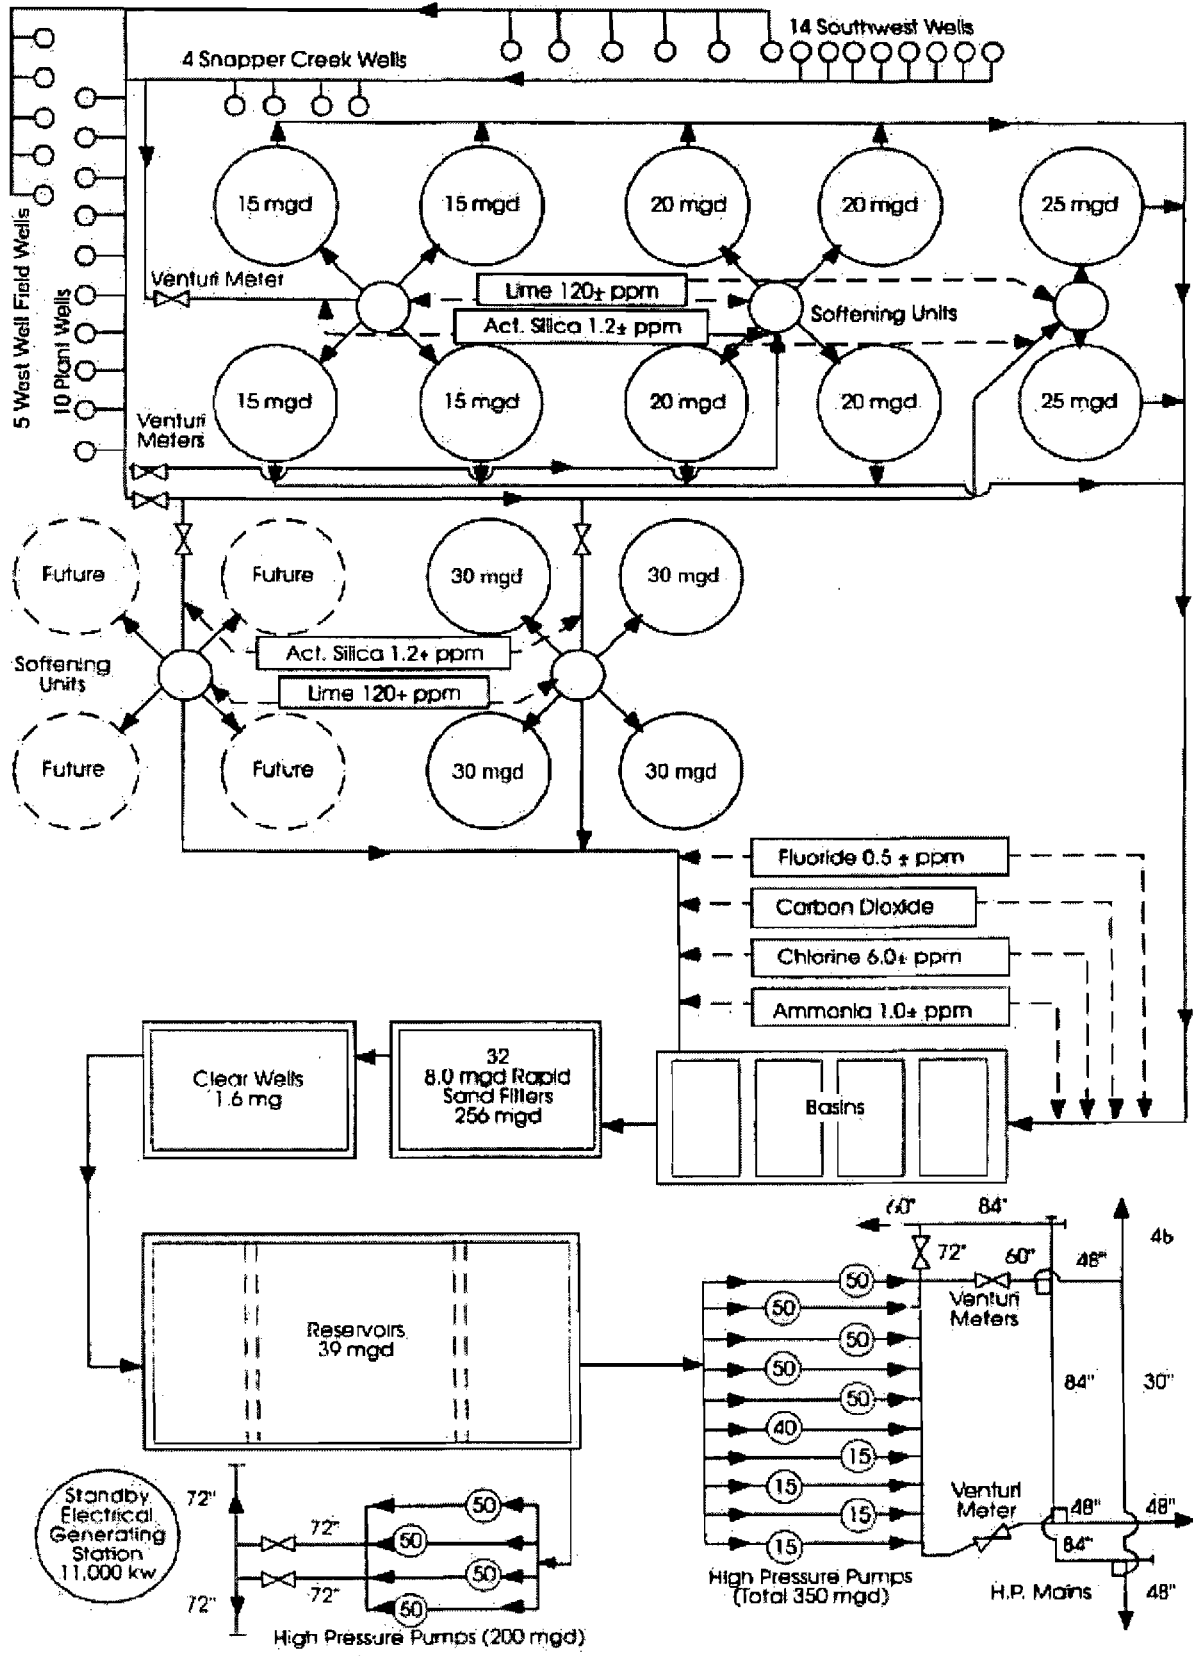 14 Southwest Wells
4 Snapper Creek Wells
5 West Well Field Wells
10 Plant Wells
15 mgd
15 mgd
20 mgd
20 mgd
25 mgd
Venturi Meter
Lime 120± ppm
Act. Silica 1.2± ppm
Softening Units
15 mgd
15 mgd
20 mgd
20 mgd
25 mgd
Venturi
Meters
Future
Future
30 mgd
30 mgd
Softening
Units
Act. Silica 1.2+ ppm
Lime 120+ ppm
Future
Future
30 mgd
30 mgd
Fluoride 0.5 ± ppm
Carbon Dioxide
Chlorine 6.0± ppm
Ammonia 1.0± ppm
Clear Wells
1.6 mg
32
8.0 mgd Rapid
Sand Filters
256 mgd
Basins
60"
84"
72"
60"
48"
Venturi
Meters
50
50
50
50
50
40
15
15
15
15
84"
30"
Reservoirs
39 mgd
Venturi
Meter
48"
48"
84"
48"
H.P. Mains
High Pressure Pumps
(Total 350 mgd)
Standby
Electrical
Generating
Station
11,000 kw
72"
72"
72"
72"
50
50
50
50
High Pressure Pumps (200 mgd)